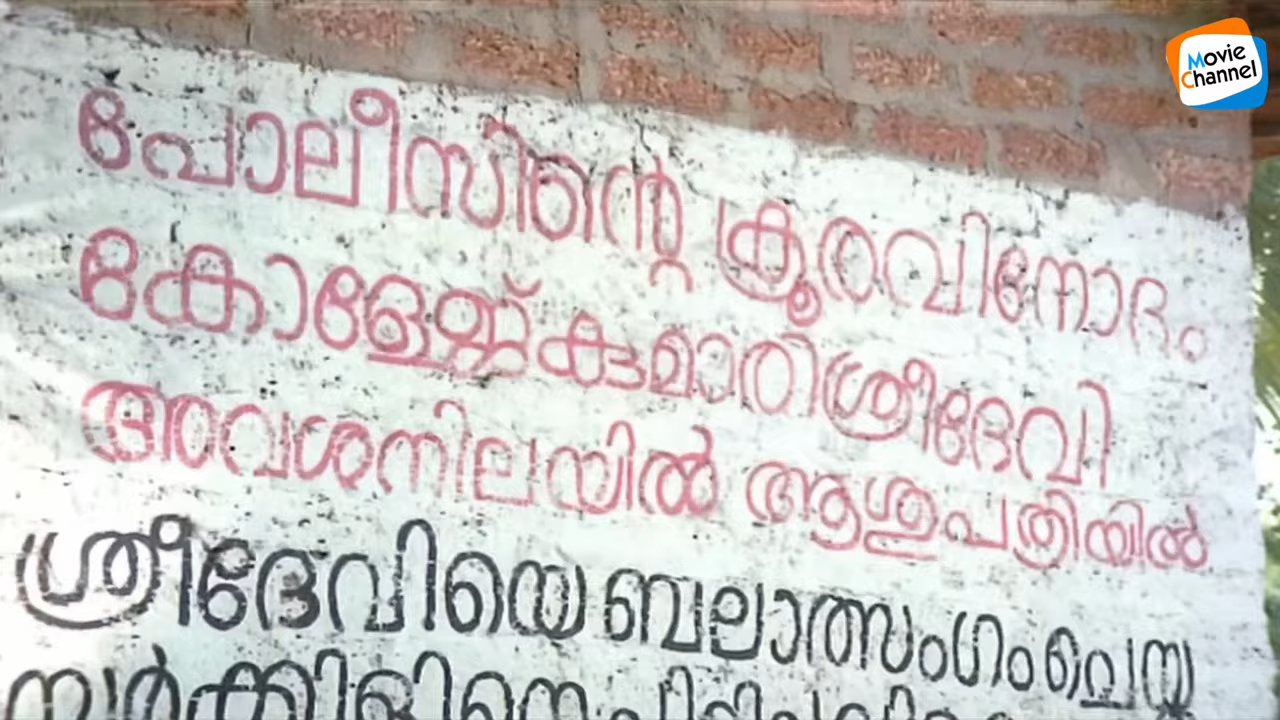 Movie Channel
പോലീസിന്റെ ക്രൂരവിനോദം
കോളേജ് കുമാരി ശ്രീദേവി
അവശനിലയിൽ ആശുപത്രിയിൽ
ശ്രീദേവിയെ ബലാത്സംഗം ചെയ്ത